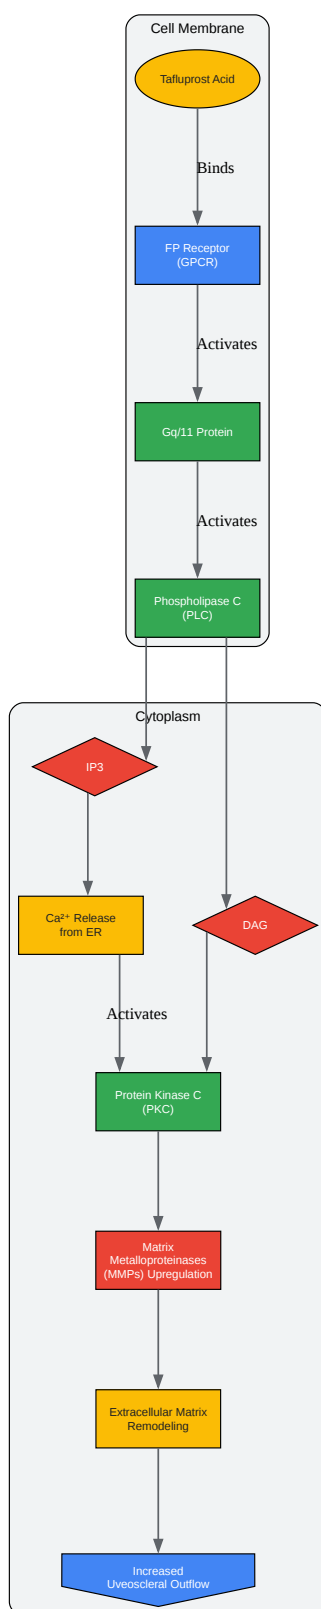 Cell Membrane
Tafluprost Acid
Binds
FP Receptor
(GPCR)
Activates
Gq/11 Protein
Activates
Phospholipase C
(PLC)
Cytoplasm
IP3
Ca²⁺ Release
from ER
DAG
Activates
Protein Kinase C
(PKC)
Matrix
Metalloproteinases
(MMPs) Upregulation
Extracellular Matrix
Remodeling
Increased
Uveoscleral Outflow